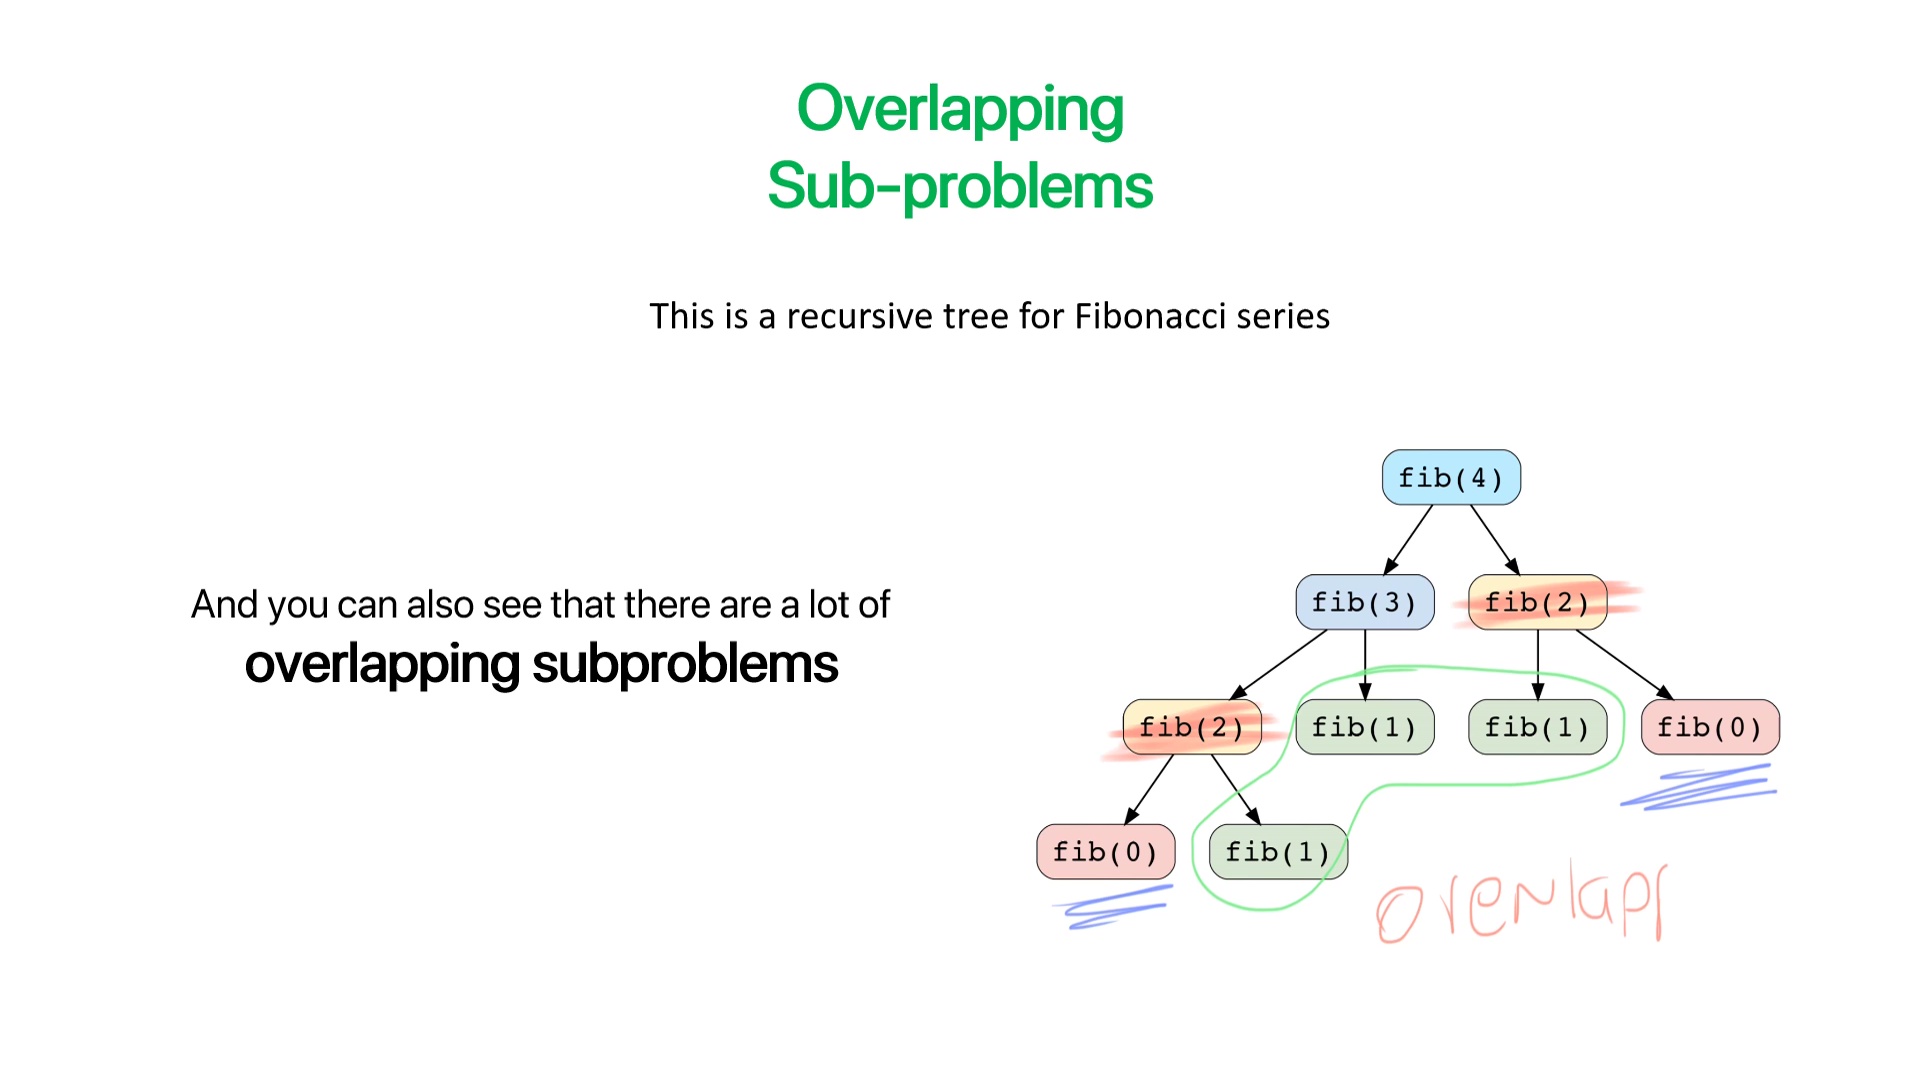 Overlapping
Sub-problems
This is a recursive tree for Fibonacci series
And you can also see that there are a lot of
overlapping subproblems
fib(4)
fib(3) fib(2)
fib(2) fib(1) fib(1) fib(0)
fib(0) fib(1)